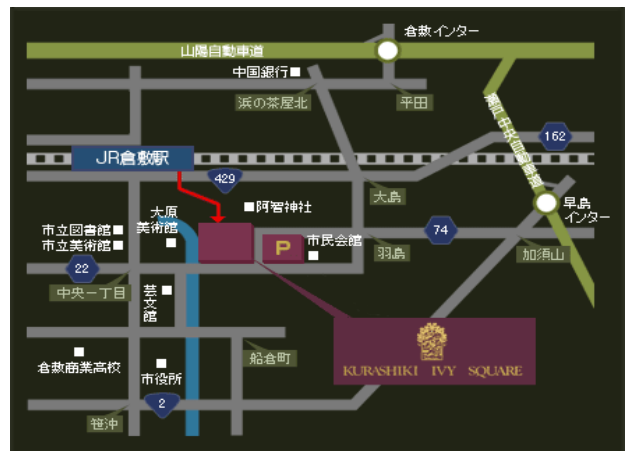 倉敷インター
山陽自動車道
中国銀行■
浜の茶屋北
平田
162
JR倉敷駅
429
大島
早島
インター
大原
美術館
■
■阿智神社
市立図書館■
市立美術館■
P
市民会館
■
74
羽島
加須山
22
中央一丁目
芸文館
■
KURASHIKI IVY SQUARE
■
倉敷商業高校
■
市役所
船倉町
2
笹沖